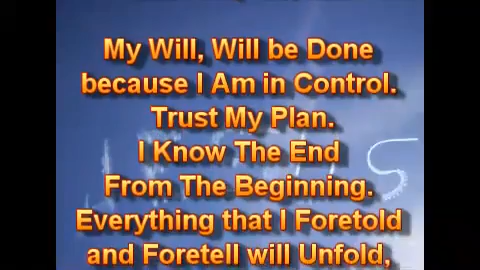 My Will, Will be Done
because I Am in Control.
Trust My Plan.
I Know The End
From The Beginning.
Everything that I Foretold
and Foretell will Unfold,